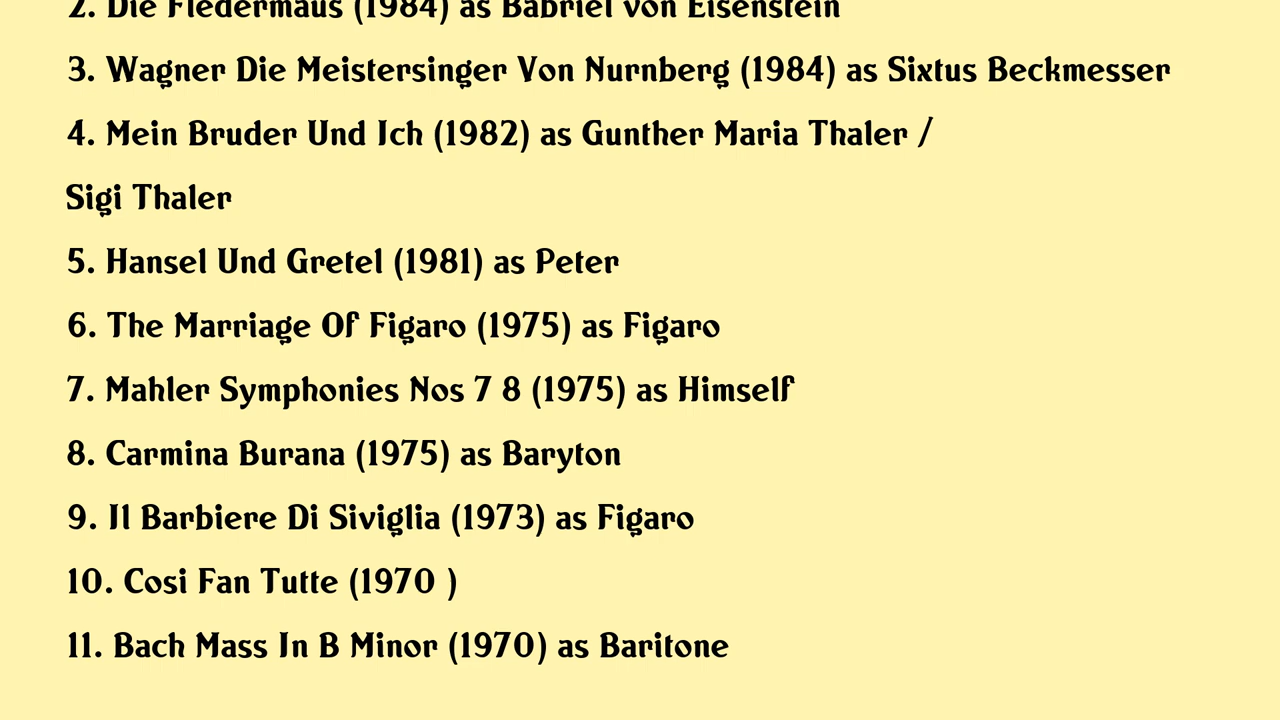 2. Die Fledermaus (1984) as Babriel von Eisenstein
3. Wagner Die Meistersinger Von Nurnberg (1984) as Sixtus Beckmesser
4. Mein Bruder Und Ich (1982) as Gunther Maria Thaler /
Sigi Thaler
5. Hansel Und Gretel (1981) as Peter
6. The Marriage Of Figaro (1975) as Figaro
7. Mahler Symphonies Nos 7 8 (1975) as Himself
8. Carmina Burana (1975) as Baryton
9. Il Barbiere Di Siviglia (1973) as Figaro
10. Cosi Fan Tutte (1970 )
11. Bach Mass In B Minor (1970) as Baritone